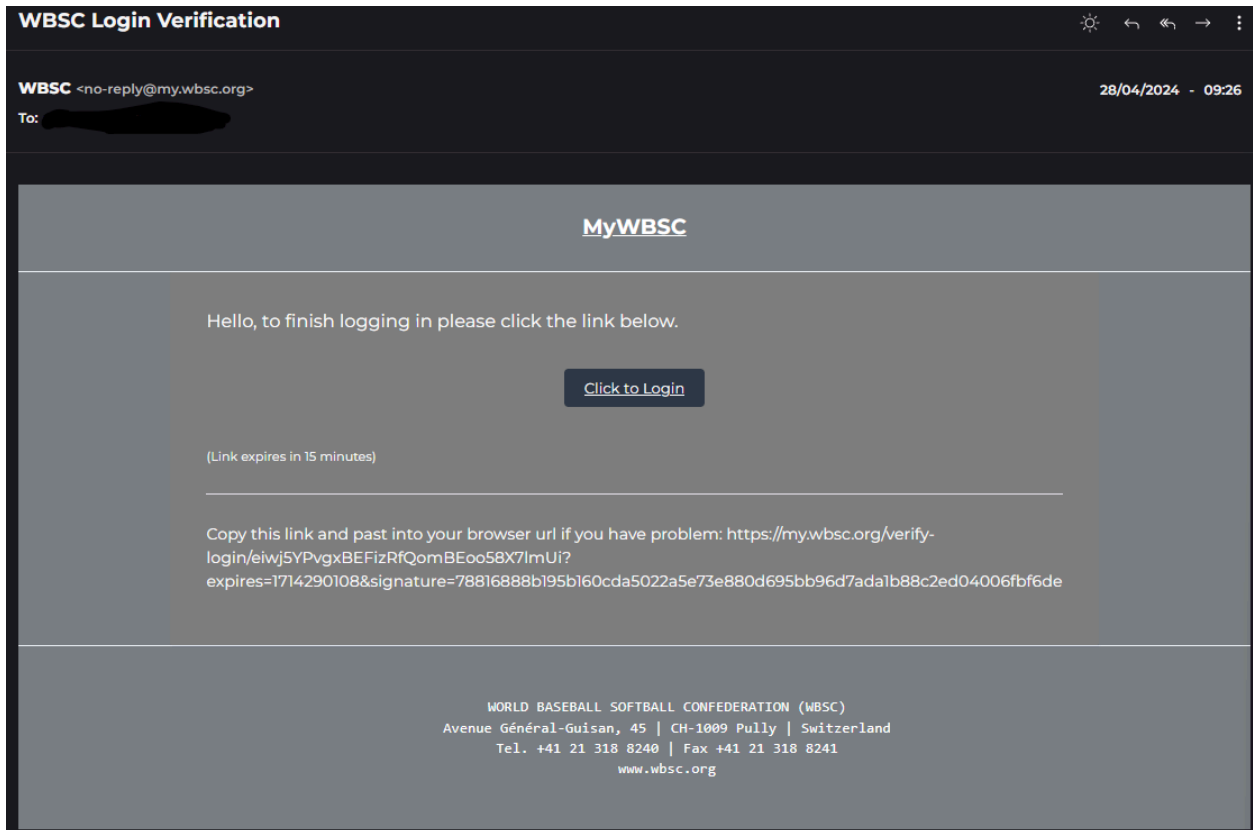 WBSC Login Verification
WBSC <no-reply@my.wbsc.org>
28/04/2024 - 09:26
To:
MyWBSC
Hello, to finish logging in please click the link below.
Click to Login
(Link expires in 15 minutes)
Copy this link and past into your browser url if you have problem: https://my.wbsc.org/verify-
login/eiwj5YPvgxBEFizRfQomBEoo58X7lmUi?
expires=1714290108&signature=78816888b195b160cda5022a5e73e880d695bb96d7ada1b88c2ed04006fbf6de
WORLD BASEBALL SOFTBALL CONFEDERATION (WBSC)
Avenue Général-Guisan, 45 | CH-1009 Pully | Switzerland
Tel. +41 21 318 8240 | Fax +41 21 318 8241
www.wbsc.org